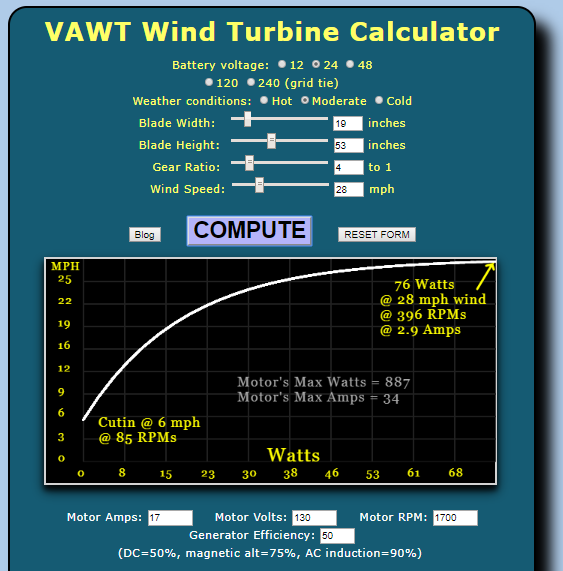 VAWT Wind Turbine Calculator
Battery voltage: 12 24 48
120 240 (grid tie)
Weather conditions: Hot Moderate Cold
Blade Width: 19 inches
Blade Height: 53 inches
Gear Ratio: 4 to 1
Wind Speed: 28 mph
Blog COMPUTE RESET FORM
MPH
25
22
19
16
12
9
6
3
0
76 Watts
@ 28 mph wind
@ 396 RPMs
@ 2.9 Amps
Motor's Max Watts = 887
Motor's Max Amps = 34
Cutin @ 6 mph
@ 85 RPMs
Watts
0 8 15 23 30 38 46 53 61 68
Motor Amps: 17 Motor Volts: 130 Motor RPM: 1700
Generator Efficiency: 50
(DC=50%, magnetic alt=75%, AC induction=90%)